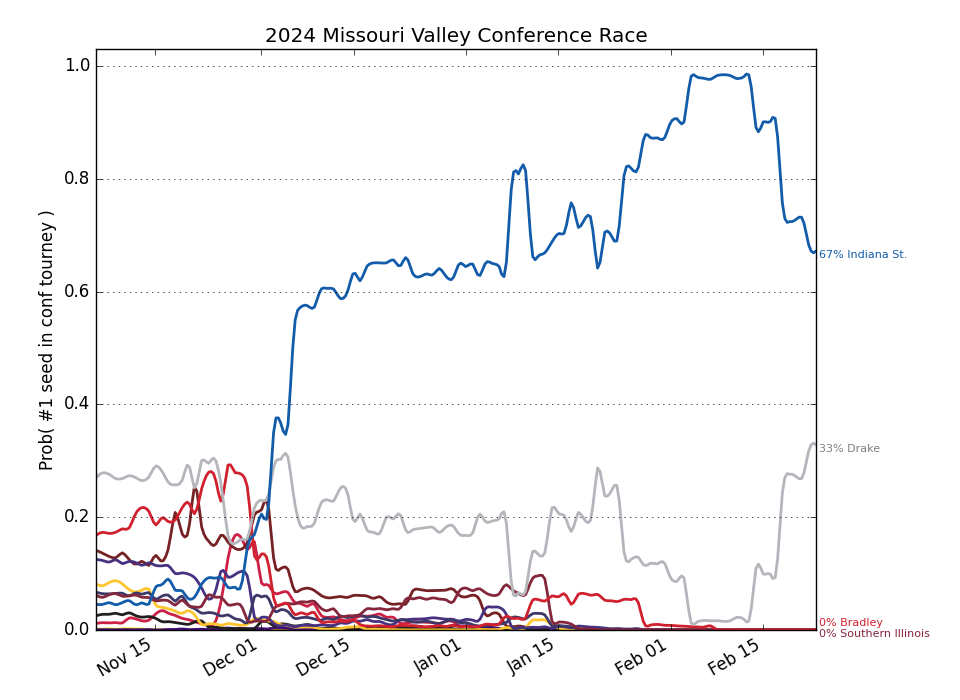 2024 Missouri Valley Conference Race
Prob( #1 seed in conf tourney )
1.0
0.8
0.6
0.4
0.2
0.0
67% Indiana St.
33% Drake
0% Bradley
0% Southern Illinois
Nov 15
Dec 01
Dec 15
Jan 01
Jan 15
Feb 01
Feb 15